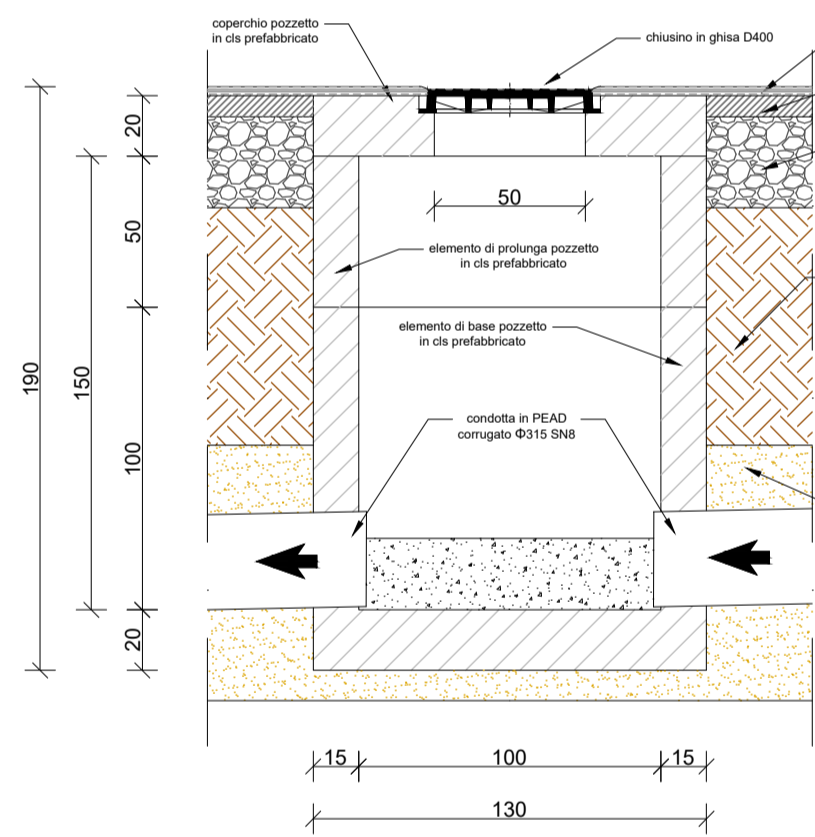 coperchio pozzetto
in cls prefabbricato
chiusino in ghisa D400
20
50
50
elemento di prolunga pozzetto
in cls prefabbricato
elemento di base pozzetto
in cls prefabbricato
190
150
100
condotta in PEAD
corrugato Φ315 SN8
20
15
100
15
130